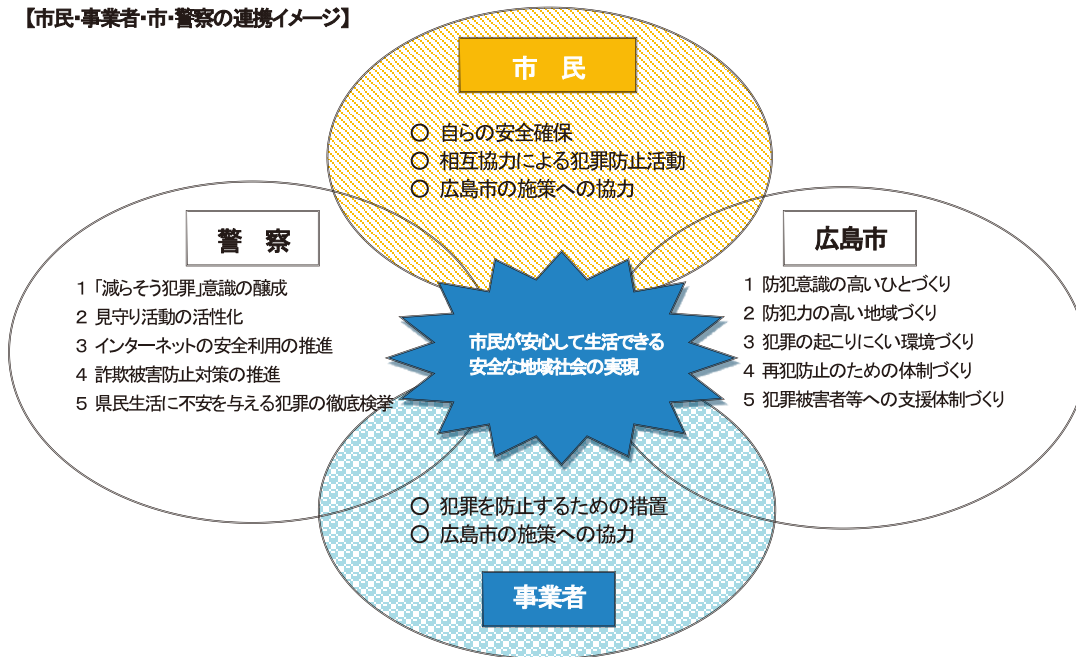 【市民・事業者・市・警察の連携イメージ】
市　民
○ 自らの安全確保
○ 相互協力による犯罪防止活動
○ 広島市の施策への協力
警　察
1 「減らそう犯罪」意識の醸成
2 見守り活動の活性化
3 インターネットの安全利用の推進
4 詐欺被害防止対策の推進
5 県民生活に不安を与える犯罪の徹底検挙
市民が安心して生活できる
安全な地域社会の実現
広島市
1 防犯意識の高いひとづくり
2 防犯力の高い地域づくり
3 犯罪の起こりにくい環境づくり
4 再犯防止のための体制づくり
5 犯罪被害者等への支援体制づくり
○ 犯罪を防止するための措置
○ 広島市の施策への協力
事業者